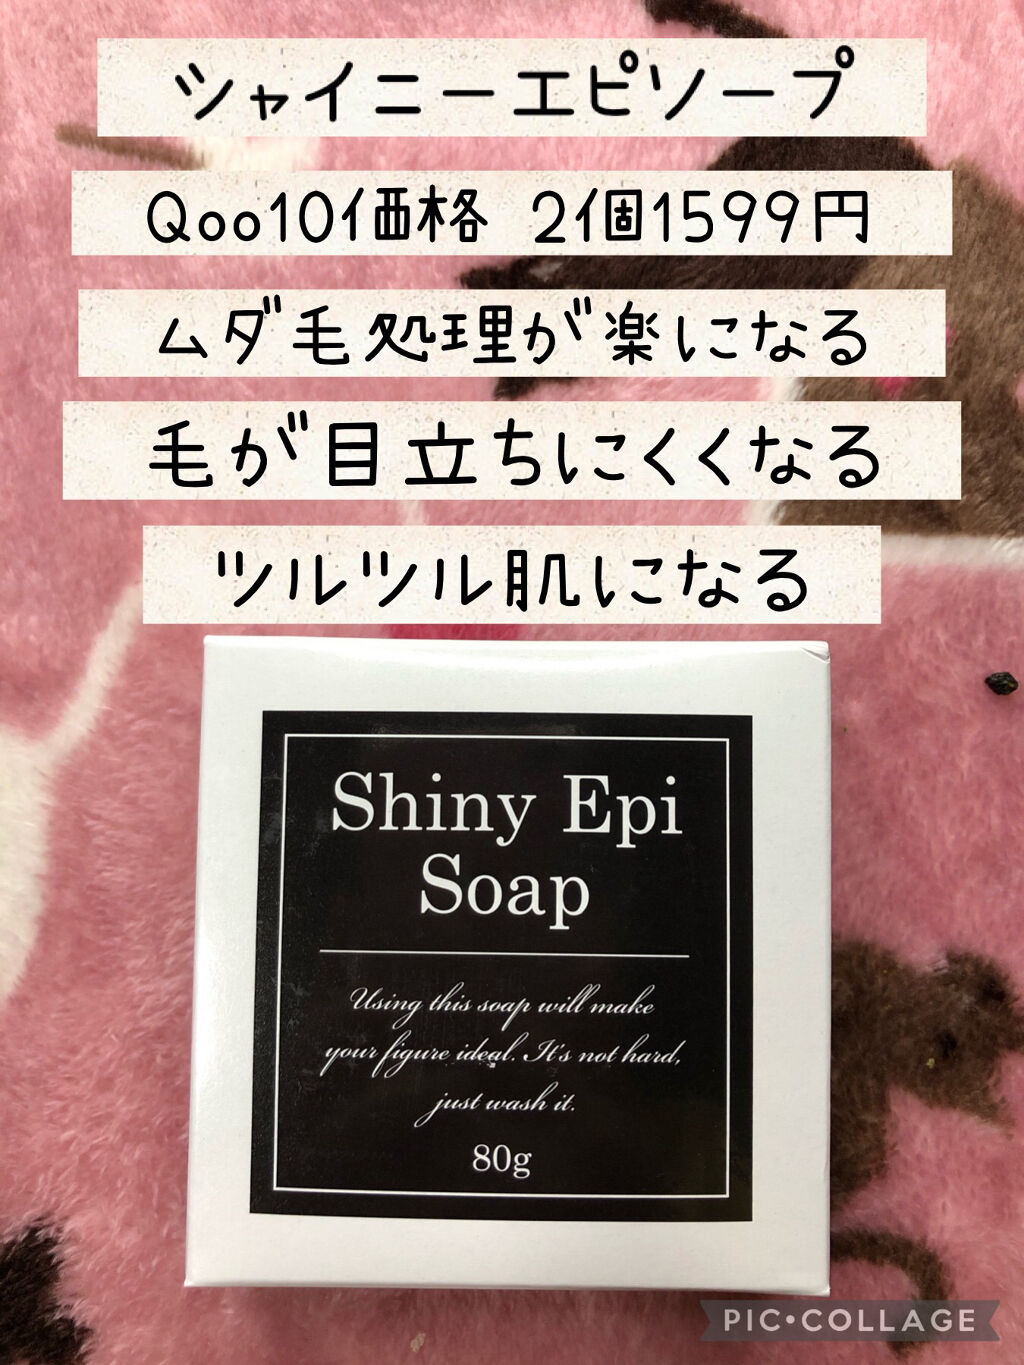 シャイニーエピソープ
Qoo10価格 2個1599円
ムダ毛処理が楽になる
毛が目立ちにくくなる
ツルツル肌になる
Shiny Epi
Soap
Using this soap will make
your figure ideal. It's not hard,
just wash it.
80g
PIC•COLLAGE